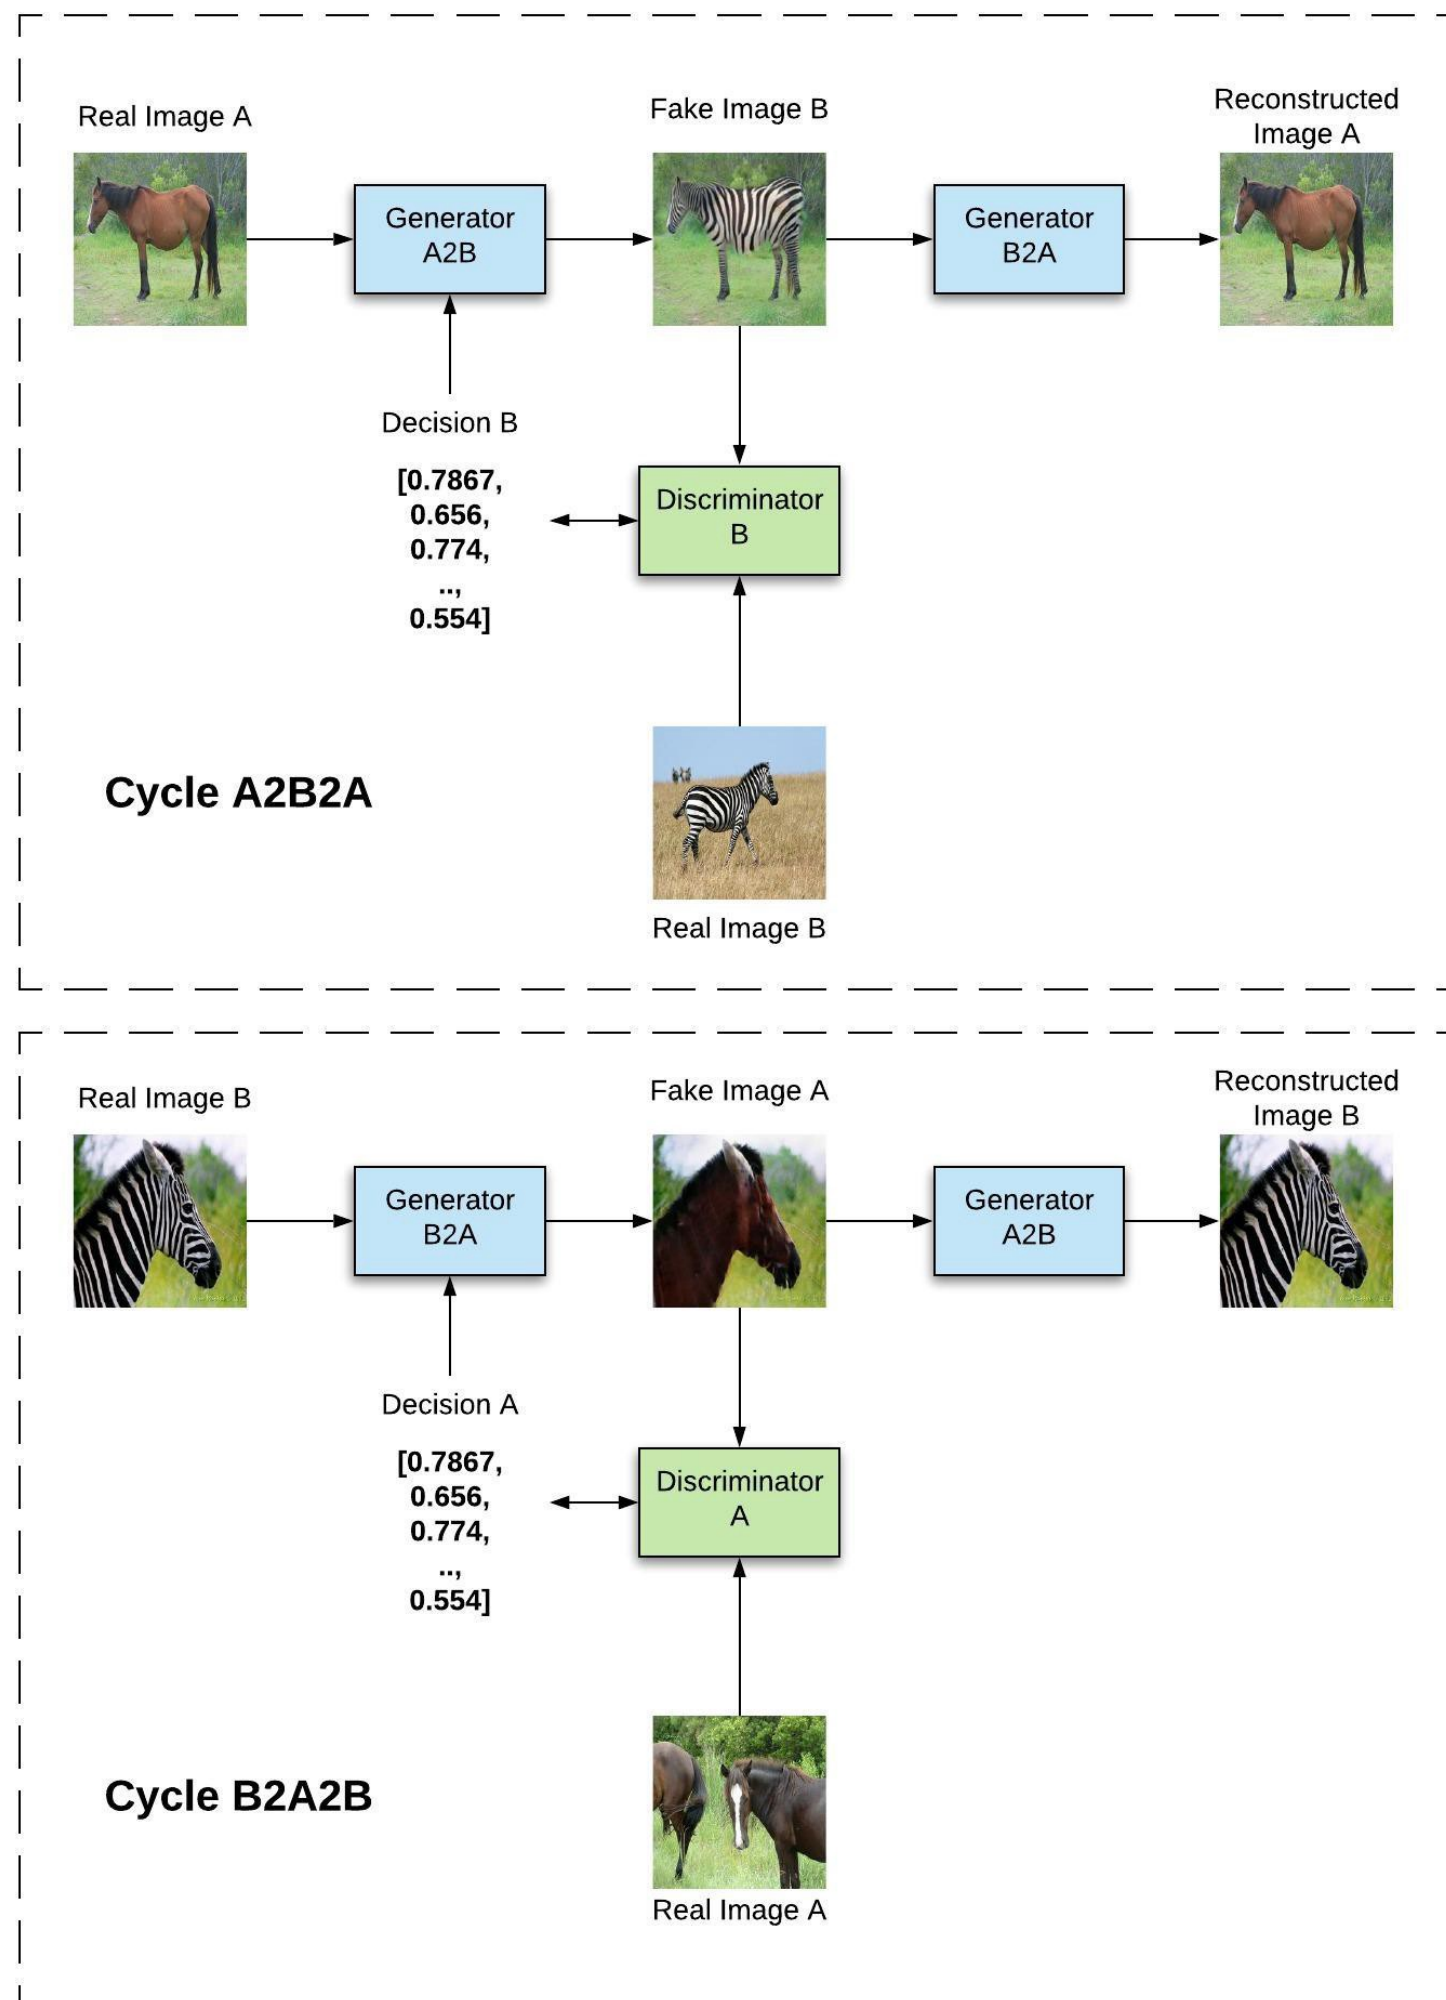 Real Image A
Fake Image B
Reconstructed
Image A
Generator
A2B
Generator
B2A
Decision B
[0.7867,
0.656,
0.774,
..,
0.554]
Discriminator
B
Cycle A2B2A
Real Image B
Real Image B
Fake Image A
Reconstructed
Image B
Generator
B2A
Generator
A2B
Decision A
[0.7867,
0.656,
0.774,
..,
0.554]
Discriminator
A
Cycle B2A2B
Real Image A